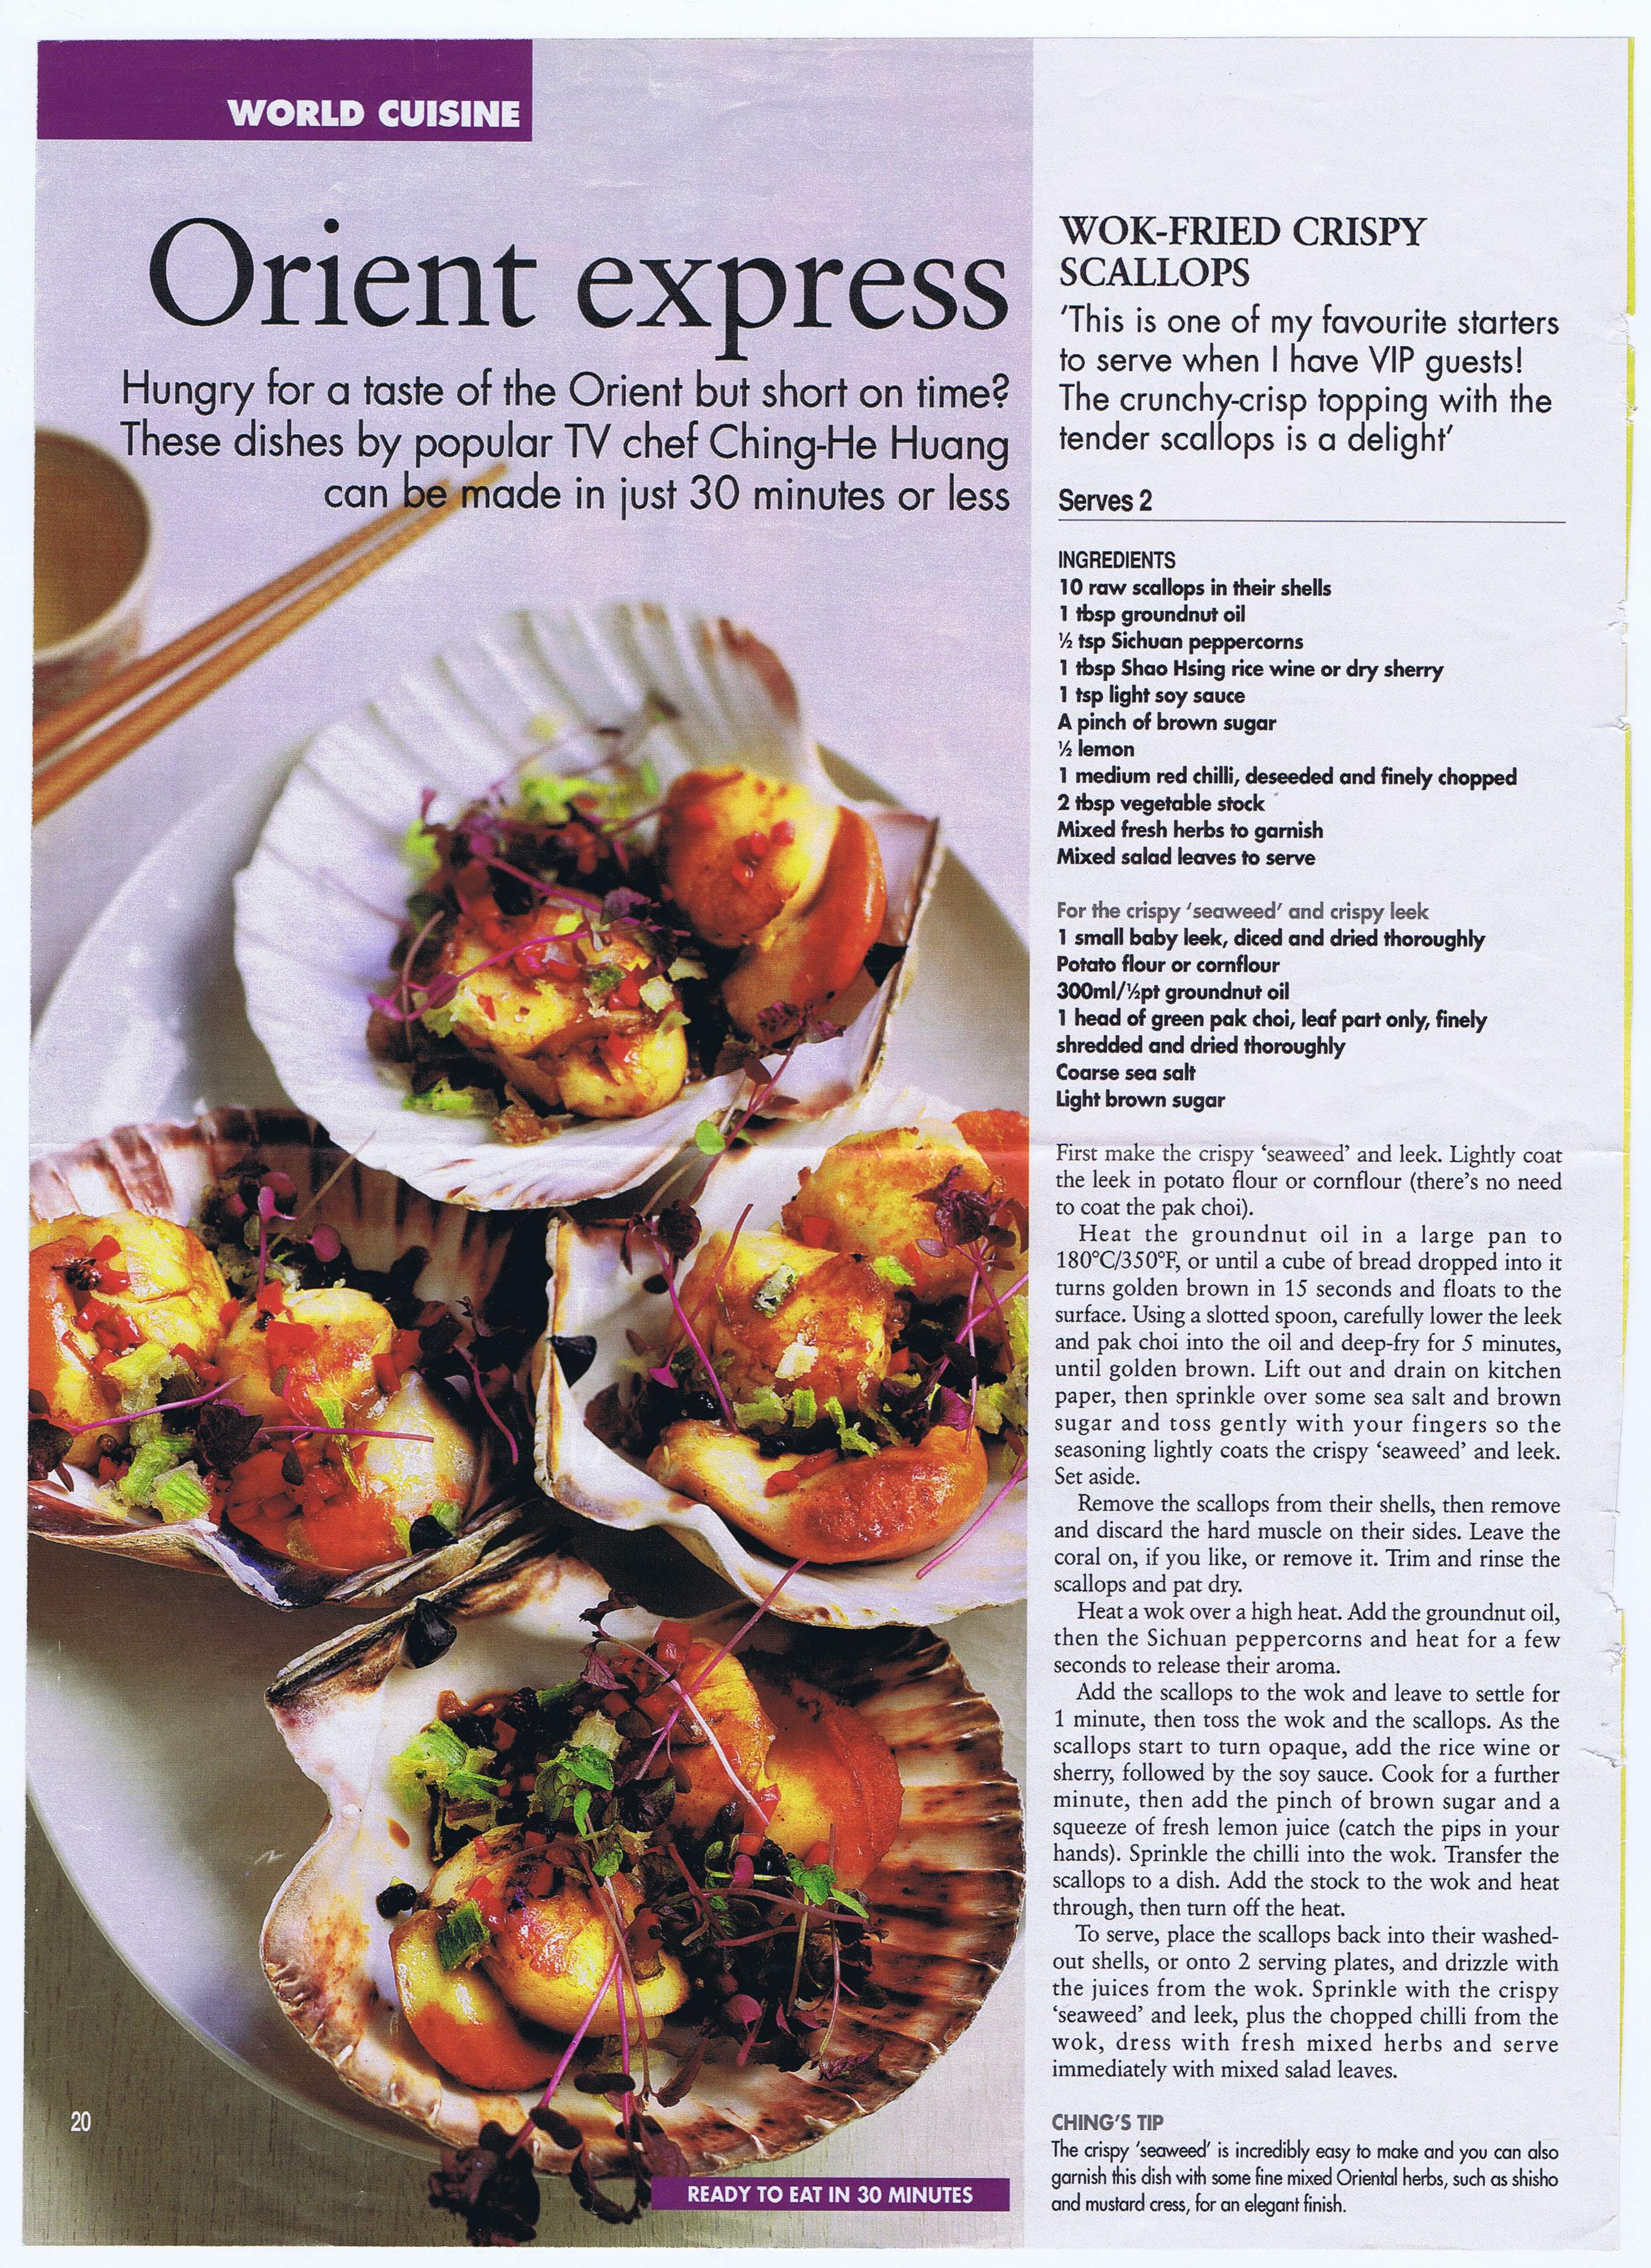 WORLD CUISINE
Orient express
Hungry for a taste of the Orient but short on time?
These dishes by popular TV chef Ching-He Huang
can be made in just 30 minutes or less
WOK-FRIED CRISPY
SCALLOPS
‘This is one of my favourite starters
to serve when I have VIP guests!
The crunchy-crisp topping with the
tender scallops is a delight’
Serves 2
INGREDIENTS
10 raw scallops in their shells
1 tbsp groundnut oil
½ tsp Sichuan peppercorns
1 tbsp Shao Hsing rice wine or dry sherry
1 tsp light soy sauce
A pinch of brown sugar
½ lemon
1 medium red chilli, deseeded and finely chopped
2 tbsp vegetable stock
Mixed fresh herbs to garnish
Mixed salad leaves to serve
For the crispy ‘seaweed’ and crispy leek
1 small baby leek, diced and dried thoroughly
Potato flour or cornflour
300ml/½pt groundnut oil
1 head of green pak choi, leaf part only, finely
shredded and dried thoroughly
Coarse sea salt
Light brown sugar
First make the crispy ‘seaweed’ and leek. Lightly coat
the leek in potato flour or cornflour (there’s no need
to coat the pak choi).
Heat the groundnut oil in a large pan to
180°C/350°F, or until a cube of bread dropped into it
turns golden brown in 15 seconds and floats to the
surface. Using a slotted spoon, carefully lower the leek
and pak choi into the oil and deep-fry for 5 minutes,
until golden brown. Lift out and drain on kitchen
paper, then sprinkle over some sea salt and brown
sugar and toss gently with your fingers so the
seasoning lightly coats the crispy ‘seaweed’ and leek.
Set aside.
Remove the scallops from their shells, then remove
and discard the hard muscle on their sides. Leave the
coral on, if you like, or remove it. Trim and rinse the
scallops and pat dry.
Heat a wok over a high heat. Add the groundnut oil,
then the Sichuan peppercorns and heat for a few
seconds to release their aroma.
Add the scallops to the wok and leave to settle for
1 minute, then toss the wok and the scallops. As the
scallops start to turn opaque, add the rice wine or
sherry, followed by the soy sauce. Cook for a further
minute, then add the pinch of brown sugar and a
squeeze of fresh lemon juice (catch the pips in your
hands). Sprinkle the chilli into the wok. Transfer the
scallops to a dish. Add the stock to the wok and heat
through, then turn off the heat.
To serve, place the scallops back into their washed-
out shells, or onto 2 serving plates, and drizzle with
the juices from the wok. Sprinkle with the crispy
‘seaweed’ and leek, plus the chopped chilli from the
wok, dress with fresh mixed herbs and serve
immediately with mixed salad leaves.
CHING’S TIP
The crispy ‘seaweed’ is incredibly easy to make and you can also
garnish this dish with some fine mixed Oriental herbs, such as shisho
and mustard cress, for an elegant finish.
20
READY TO EAT IN 30 MINUTES